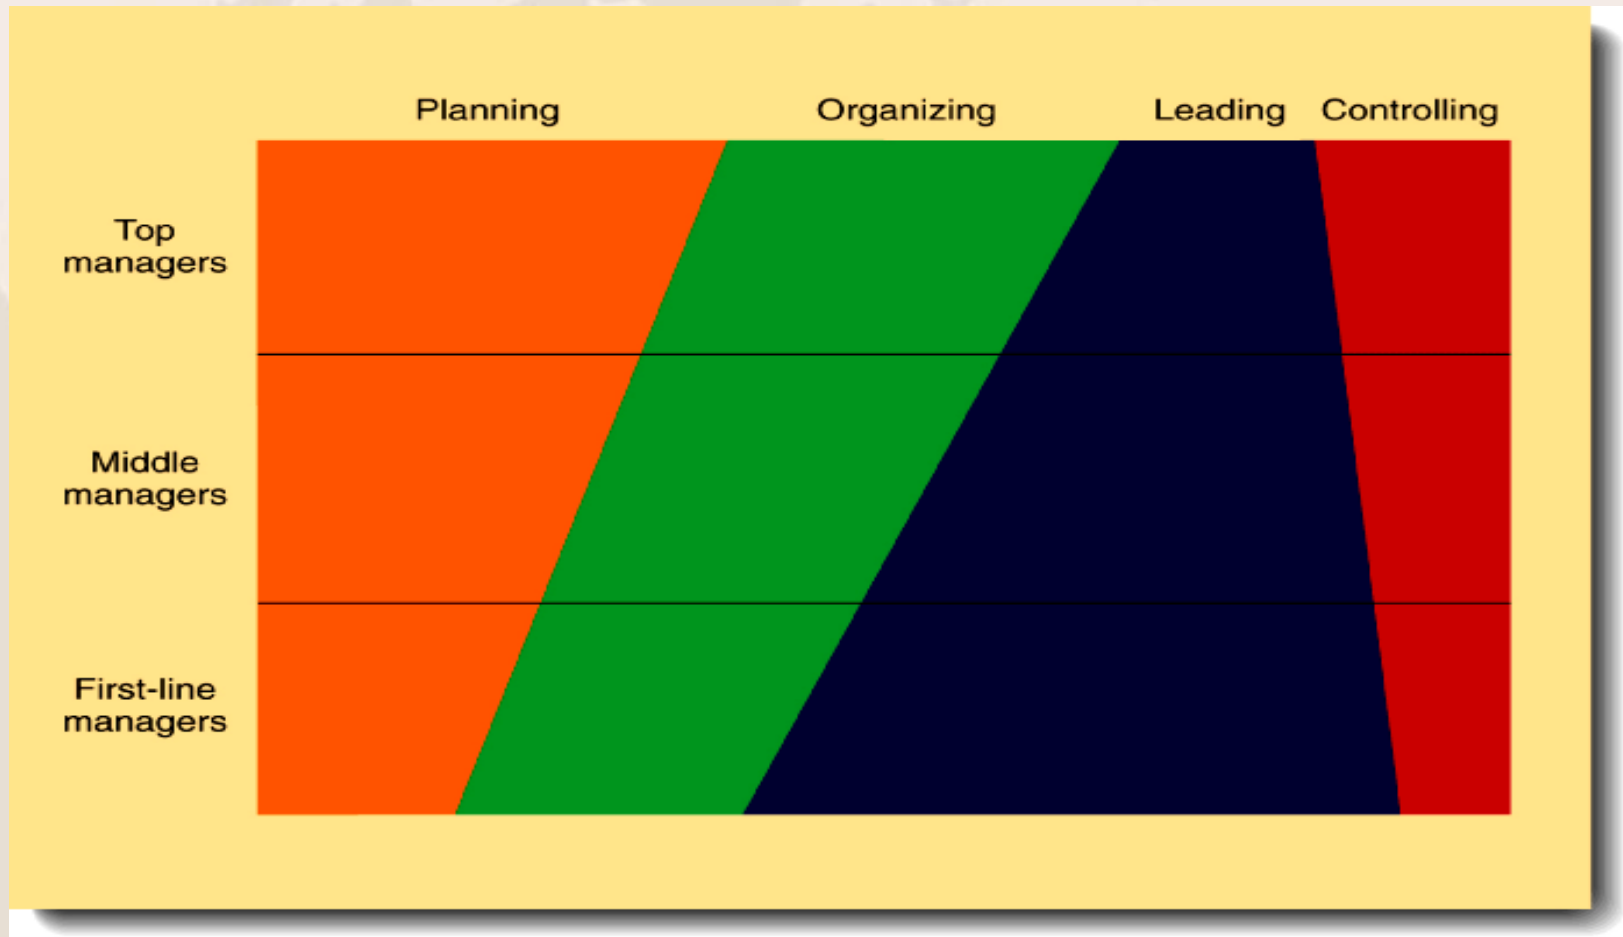 Planning Organizing Leading Controlling
Top
managers
Middle
managers
First-line
managers